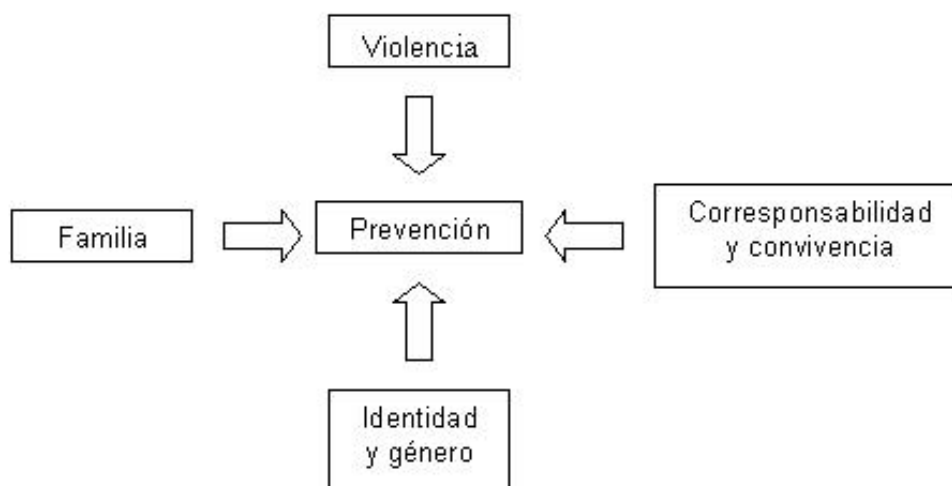 Violencia
Familia
Prevención
Corresponsabilidad
y convivencia
Identidad
y género